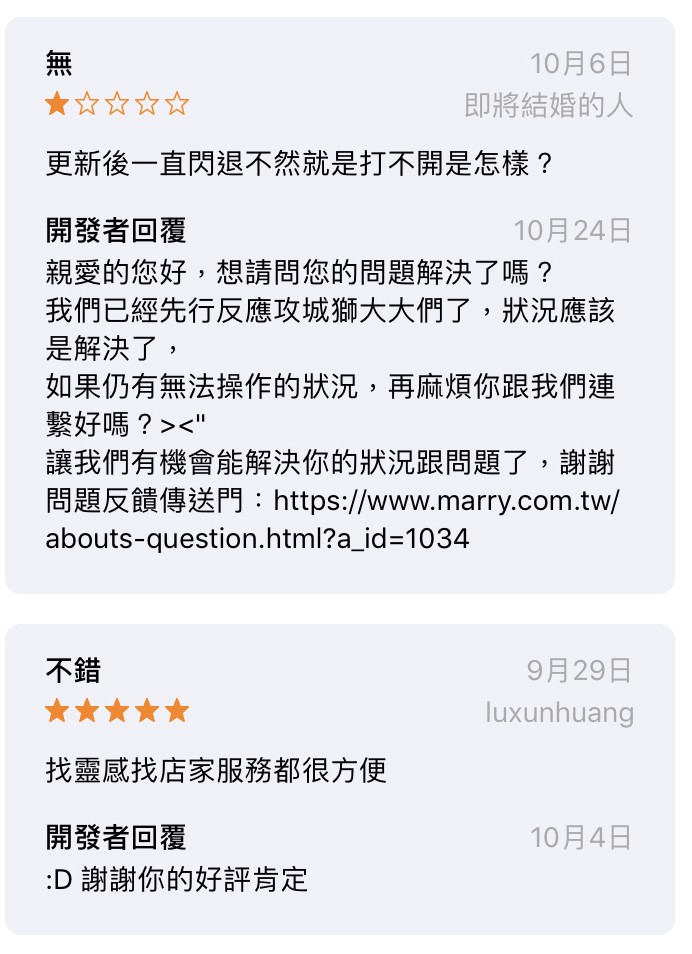 無
10月6日
即將結婚的人
更新後一直閃退不然就是打不開是怎樣？
開發者回覆
10月24日
親愛的您好，想請問您的問題解決了嗎？
我們已經先行反應攻城獅大大們了，狀況應該
是解決了，
如果仍有無法操作的狀況，再麻煩你跟我們連
繫好嗎？><"
讓我們有機會能解決你的狀況跟問題了，謝謝
問題反饋傳送門：https://www.marry.com.tw/
abouts-question.html?a_id=1034
不錯
9月29日
luxunhuang
找靈感找店家服務都很方便
開發者回覆
10月4日
:D 謝謝你的好評肯定